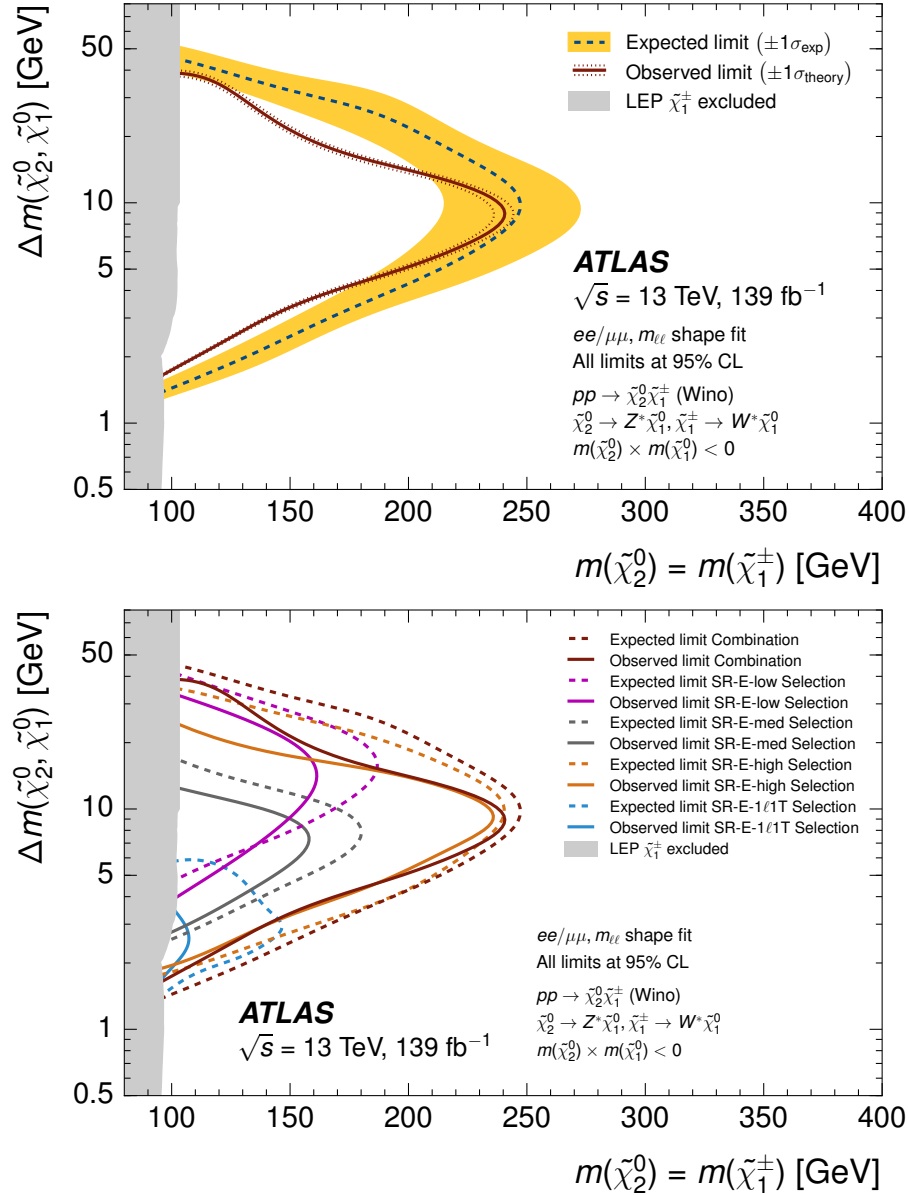 Δm(χ̃⁰₂, χ̃⁰₁) [GeV]
50
10
5
1
0.5
Expected limit (±1σexp)
Observed limit (±1σtheory)
LEP χ̃±₁ excluded
ATLAS
√s = 13 TeV, 139 fb⁻¹
ee/μμ, mℓℓ shape fit
All limits at 95% CL
pp → χ̃⁰₂χ̃±₁ (Wino)
χ̃⁰₂ → Z*χ̃⁰₁, χ̃±₁ → W*χ̃⁰₁
m(χ̃⁰₂) × m(χ̃⁰₁) < 0
100 150 200 250 300 350 400
m(χ̃⁰₂) = m(χ̃±₁) [GeV]
Δm(χ̃⁰₂, χ̃⁰₁) [GeV]
50
10
5
1
0.5
Expected limit Combination
Observed limit Combination
Expected limit SR-E-low Selection
Observed limit SR-E-low Selection
Expected limit SR-E-med Selection
Observed limit SR-E-med Selection
Expected limit SR-E-high Selection
Observed limit SR-E-high Selection
Expected limit SR-E-1ℓ1T Selection
Observed limit SR-E-1ℓ1T Selection
LEP χ̃±₁ excluded
ee/μμ, mℓℓ shape fit
All limits at 95% CL
pp → χ̃⁰₂χ̃±₁ (Wino)
χ̃⁰₂ → Z*χ̃⁰₁, χ̃±₁ → W*χ̃⁰₁
m(χ̃⁰₂) × m(χ̃⁰₁) < 0
ATLAS
√s = 13 TeV, 139 fb⁻¹
100 150 200 250 300 350 400
m(χ̃⁰₂) = m(χ̃±₁) [GeV]